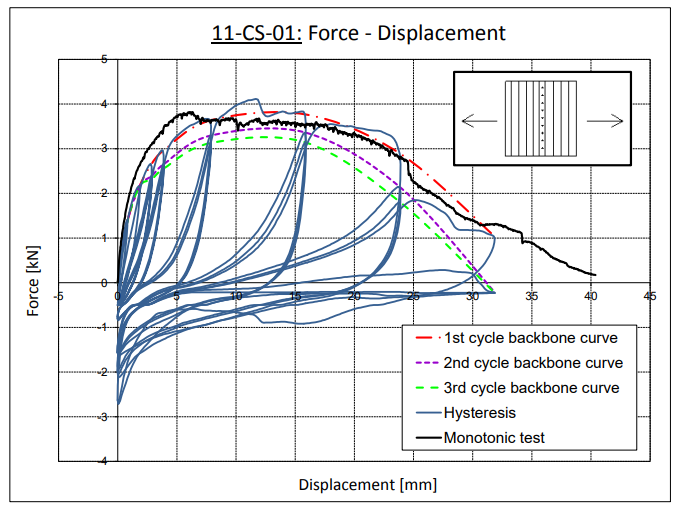 11-CS-01: Force - Displacement
5
4
3
2
1
0
-1
-2
-3
-4
-5 0 5 10 15 20 25 30 35 40 45
Force [kN]
Displacement [mm]
1st cycle backbone curve
2nd cycle backbone curve
3rd cycle backbone curve
Hysteresis
Monotonic test